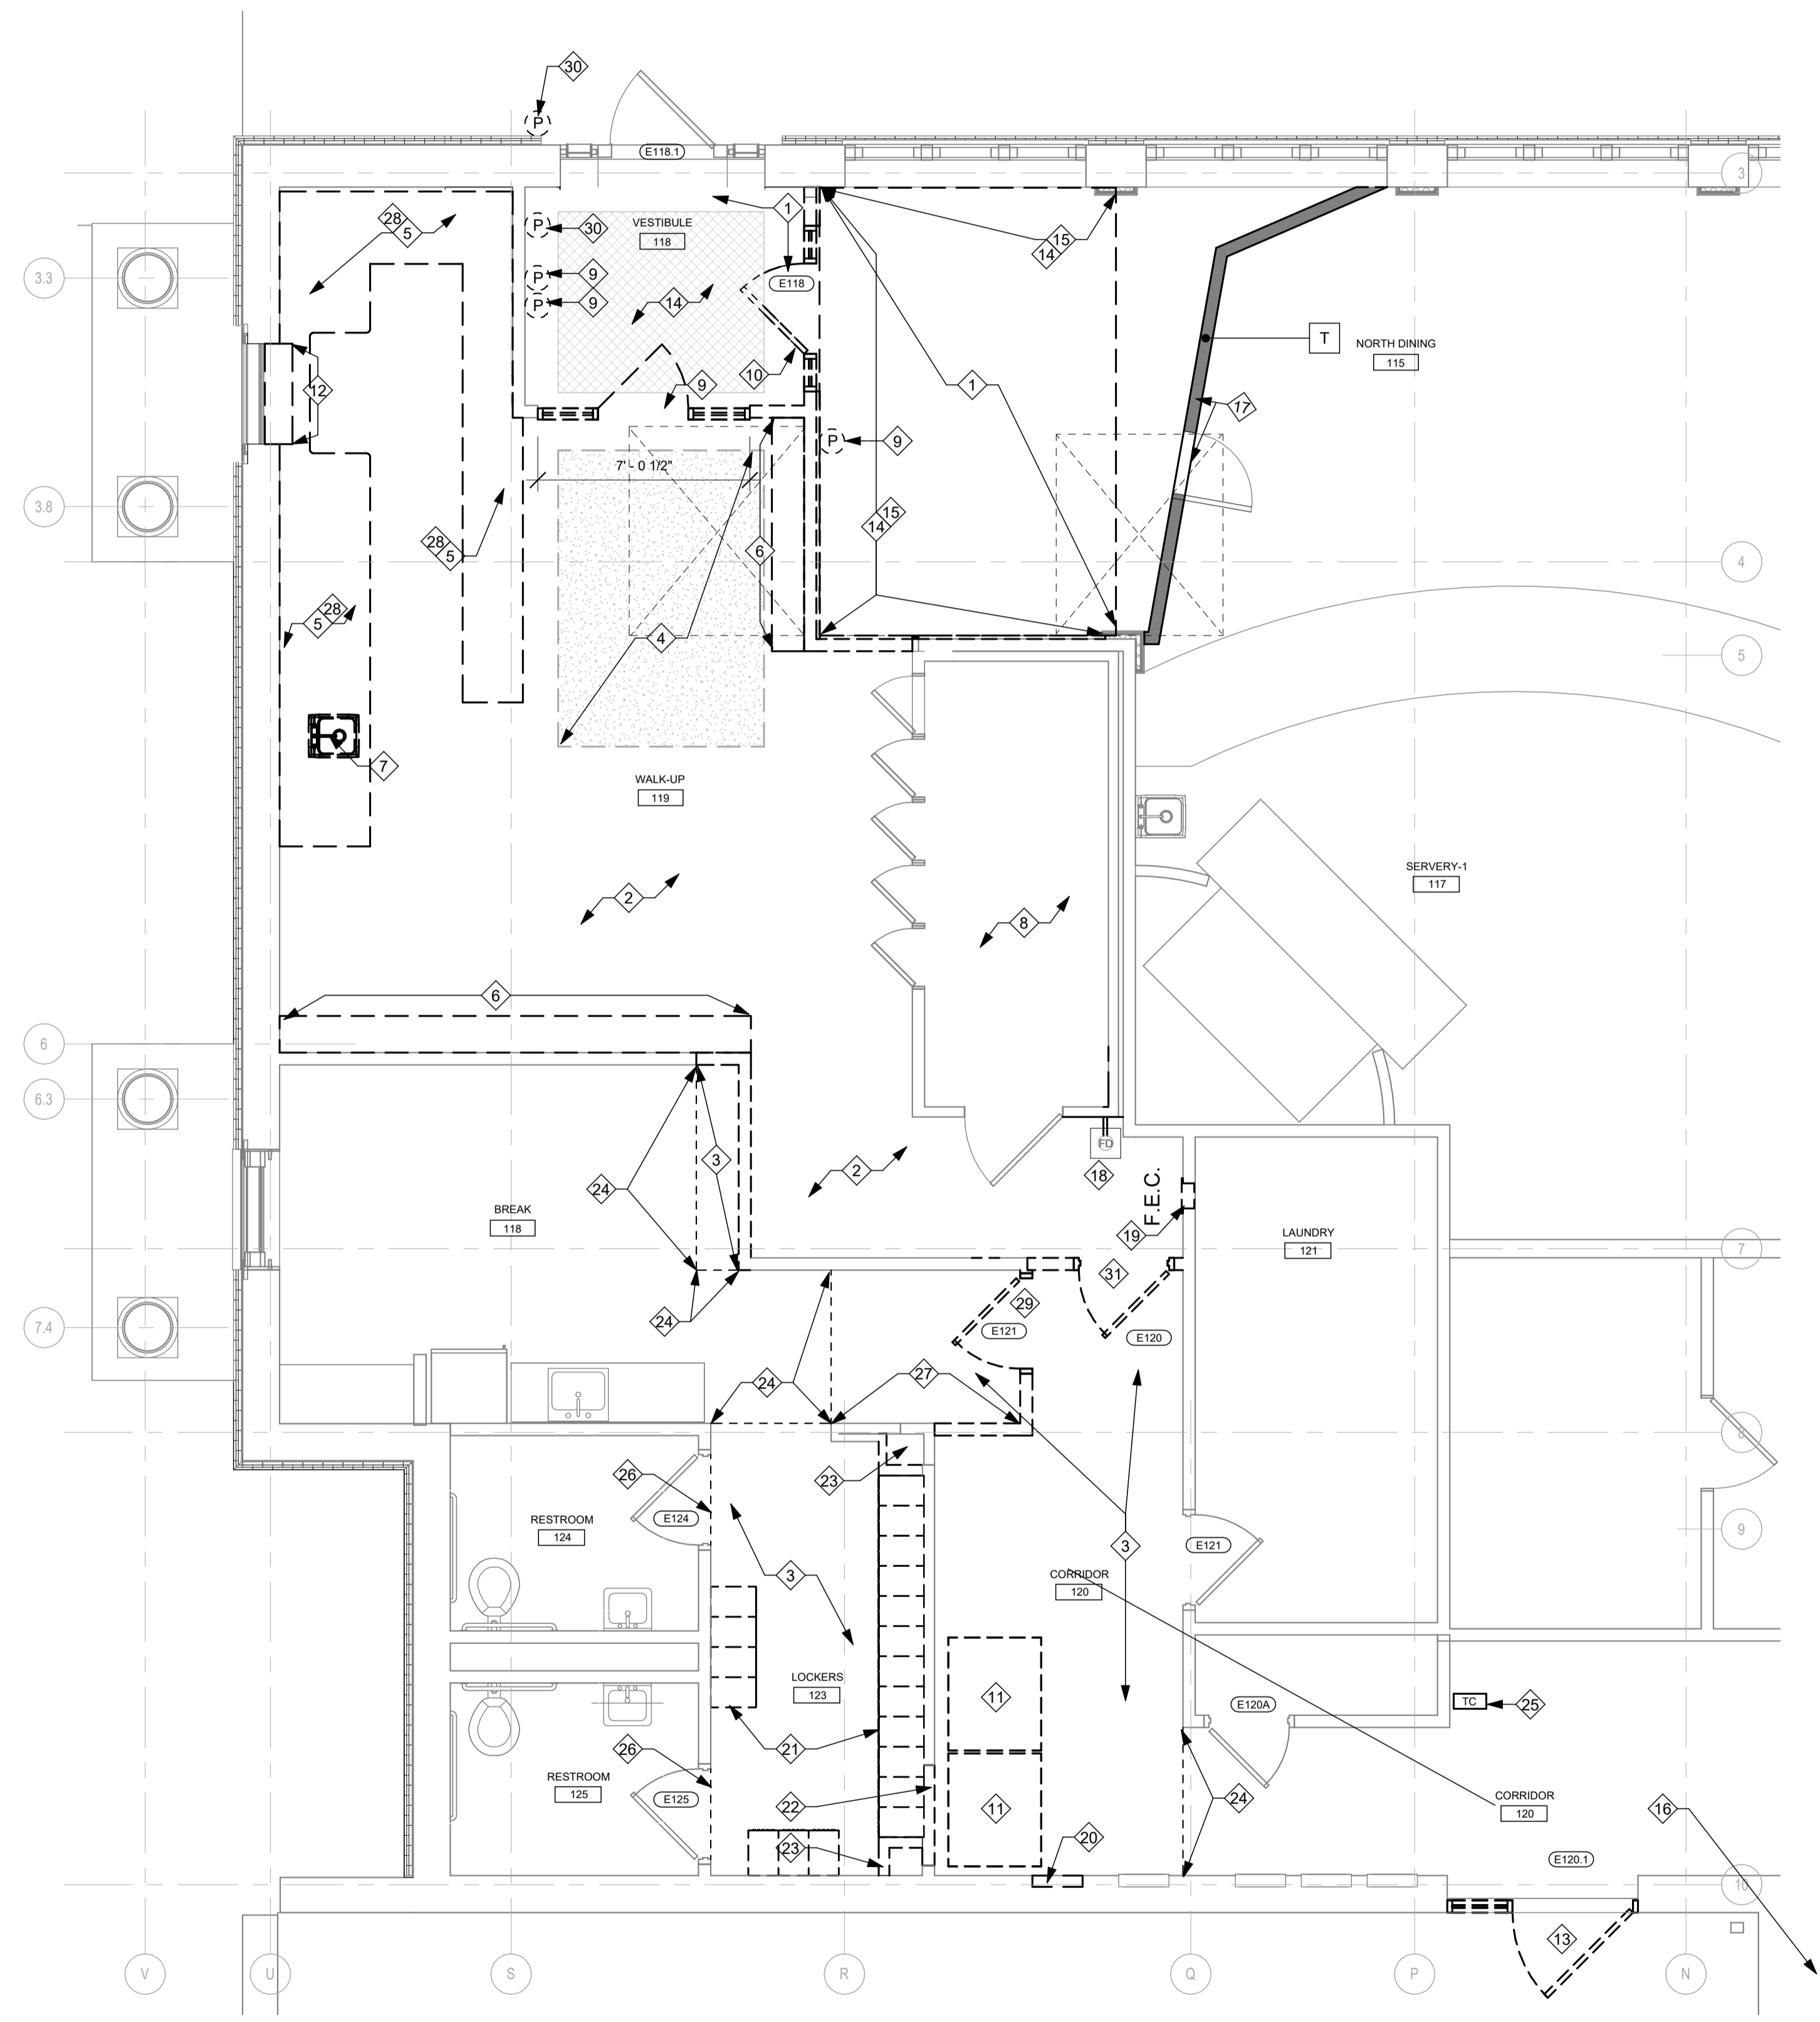 30
P
E118.1
3
28
5
1
VESTIBULE
118
P
30
15
14
3.3
P
9
E118
P
9
14
T
NORTH DINING
115
10
12
9
1
17
P
9
7' - 0 1/2"
3.8
15
14
28
5
6
4
28
5
4
5
7
WALK-UP
119
SERVERY-1
117
2
8
6
6
6.3
FD
2
3
18
24
F.E.C.
BREAK
118
19
LAUNDRY
121
7
31
29
24
7.4
E121
E120
24
27
8
26
23
RESTROOM
124
E124
9
3
E121
3
CORRIDOR
120
LOCKERS
123
11
E120A
TC
25
21
26
RESTROOM
125
E125
22
11
24
CORRIDOR
120
16
23
20
E120.1
10
13
V
U
S
R
Q
P
N